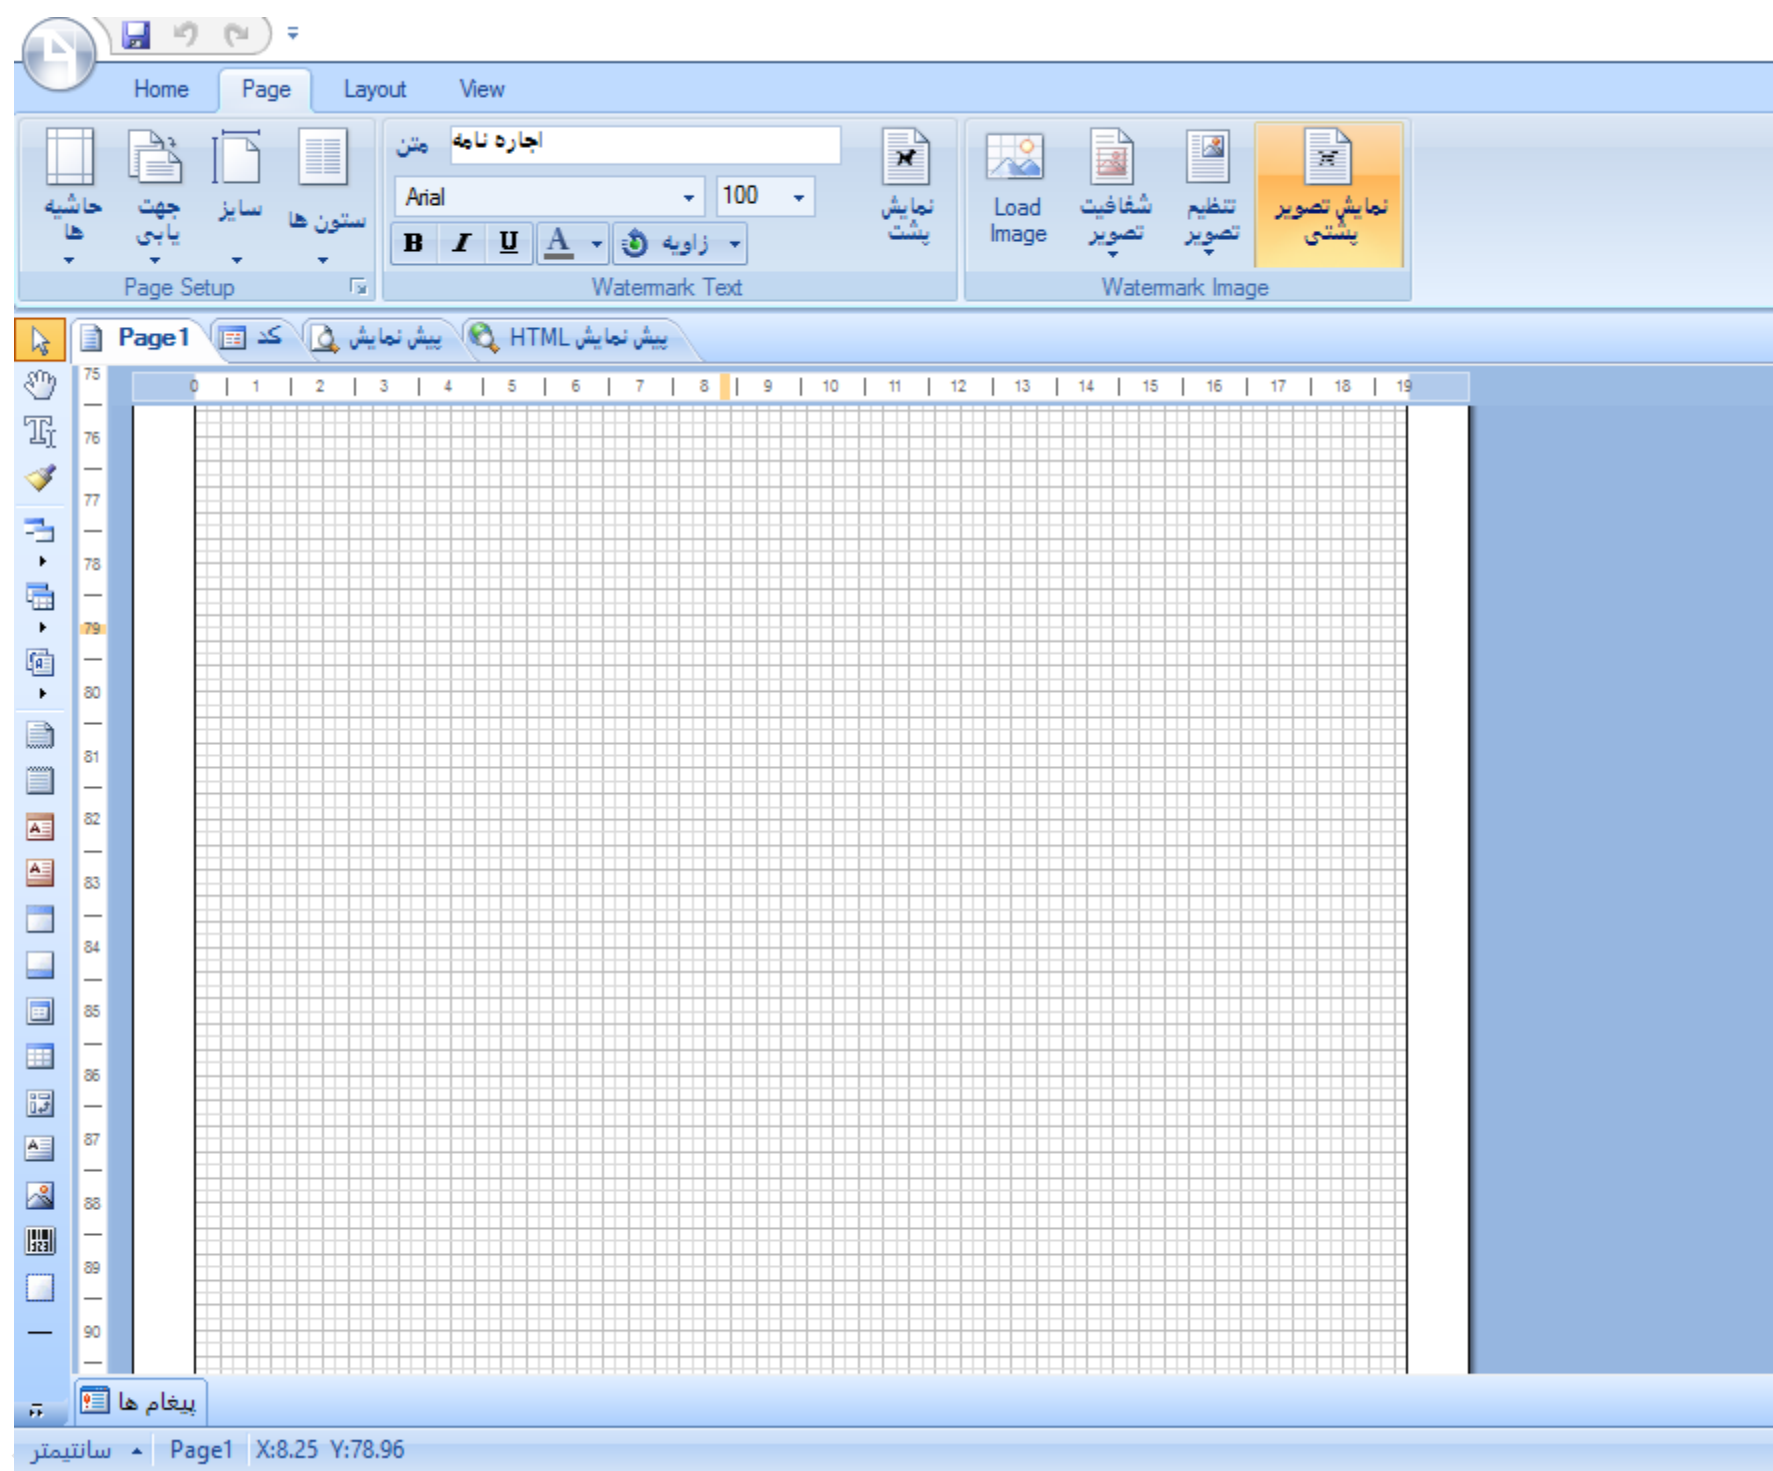 Home Page Layout View
حاشیه ها
جهت یابی
سایز
ستون ها
Page Setup
متن
اجاره نامه
Arial 100
B I U A زاویه
نمایش پشت
Watermark Text
Load Image
شفافیت تصویر
تنظیم تصویر
نمایش تصویر پشتی
Watermark Image
Page1 کد پیش نمایش پیش نمایش HTML
0 1 2 3 4 5 6 7 8 9 10 11 12 13 14 15 16 17 18 19
75
76
77
78
79
80
81
82
83
84
85
86
87
88
89
90
پیغام ها
سانتیمتر Page1 X:8.25 Y:78.96